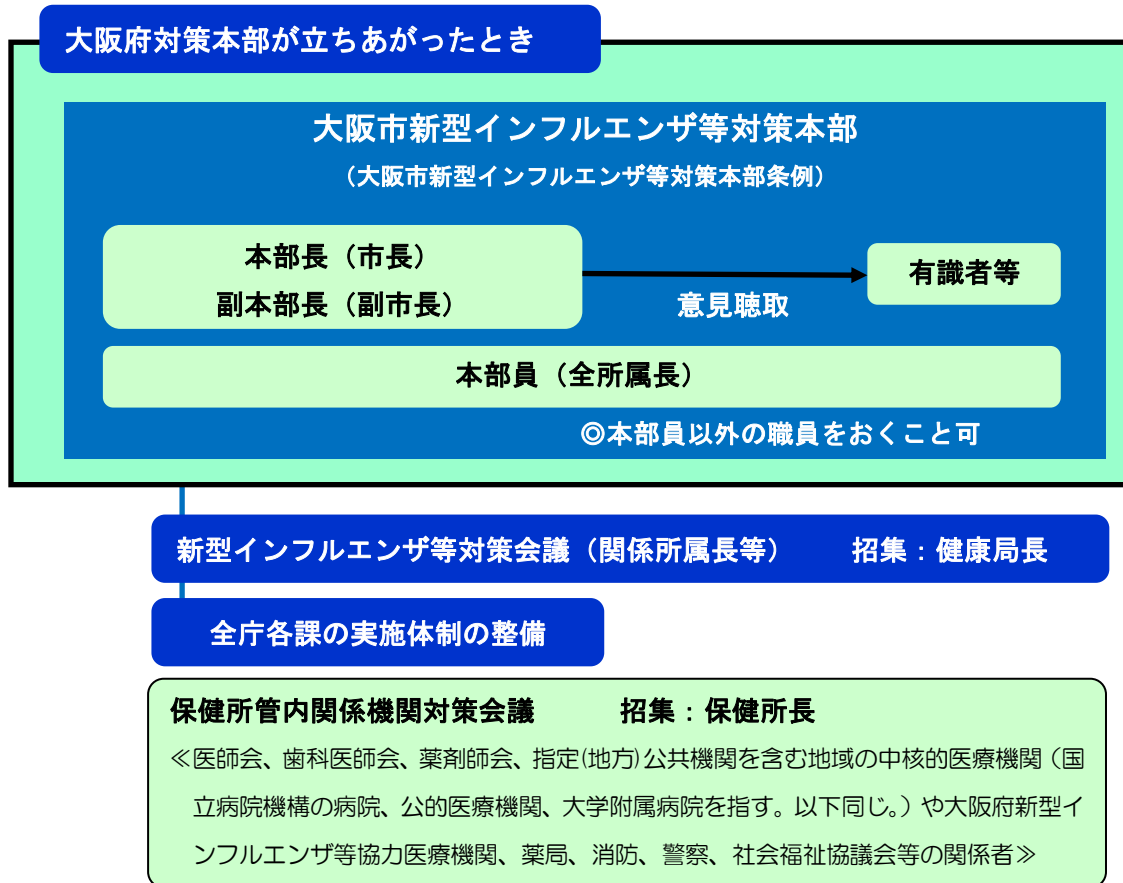 大阪府対策本部が立ちあがったとき
大阪市新型インフルエンザ等対策本部
（大阪市新型インフルエンザ等対策本部条例）
本部長（市長）
副本部長（副市長）
意見聴取
有識者等
本部員（全所属長）
◎本部員以外の職員をおくこと可
新型インフルエンザ等対策会議（関係所属長等）　　招集：健康局長
全庁各課の実施体制の整備
保健所管内関係機関対策会議　　　招集：保健所長
≪医師会、歯科医師会、薬剤師会、指定(地方)公共機関を含む地域の中核的医療機関（国
立病院機構の病院、公的医療機関、大学附属病院を指す。以下同じ。）や大阪府新型イ
ンフルエンザ等協力医療機関、薬局、消防、警察、社会福祉協議会等の関係者≫